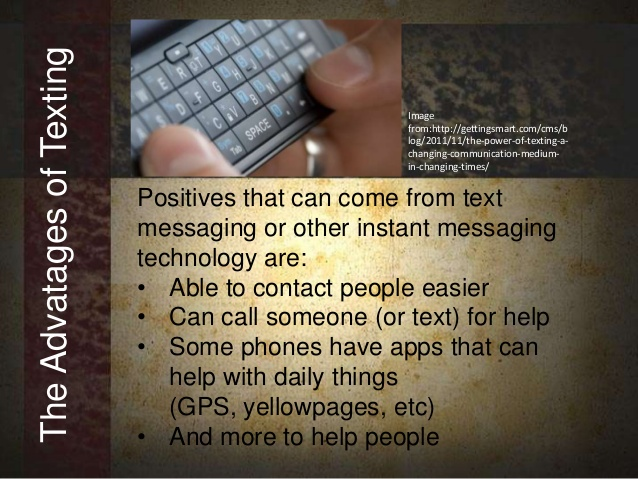 The Advatages of Texting
Image
from:http://gettingsmart.com/cms/b
log/2011/11/the-power-of-texting-a-
changing-communication-medium-
in-changing-times/
Positives that can come from text
messaging or other instant messaging
technology are:
• Able to contact people easier
• Can call someone (or text) for help
• Some phones have apps that can
help with daily things
(GPS, yellowpages, etc)
• And more to help people